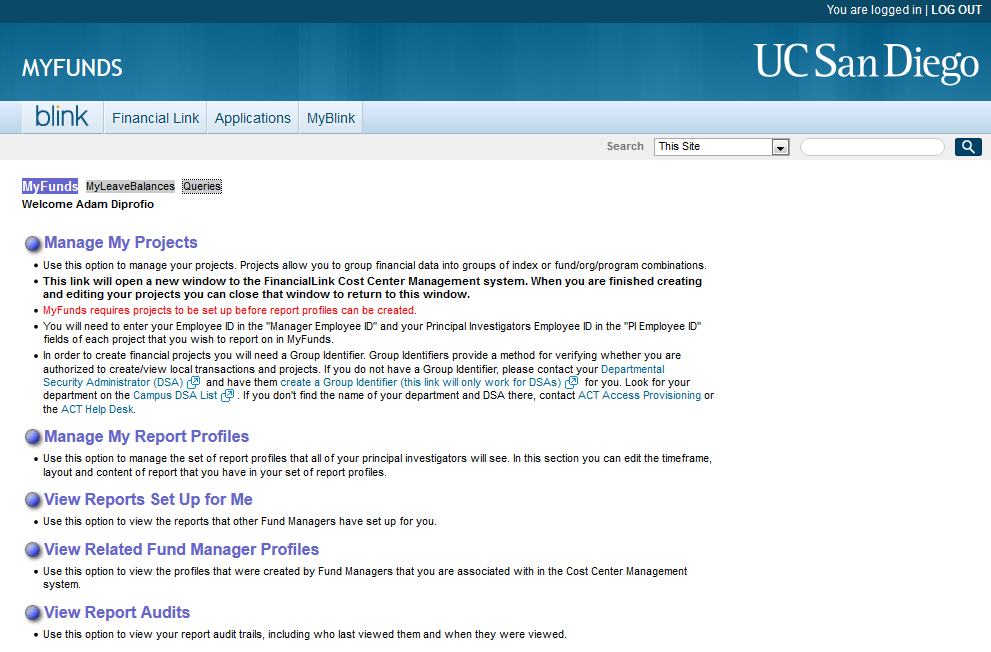 You are logged in | LOG OUT
MYFUNDS
UC San Diego
blink Financial Link Applications MyBlink
Search This Site
MyFunds MyLeaveBalances Queries
Welcome Adam Diprofio
Manage My Projects
• Use this option to manage your projects. Projects allow you to group financial data into groups of index or fund/org/program combinations.
• This link will open a new window to the FinancialLink Cost Center Management system. When you are finished creating
and editing your projects you can close that window to return to this window.
• MyFunds requires projects to be set up before report profiles can be created.
• You will need to enter your Employee ID in the "Manager Employee ID" and your Principal Investigators Employee ID in the "PI Employee ID"
fields of each project that you wish to report on in MyFunds.
• In order to create financial projects you will need a Group Identifier. Group Identifiers provide a method for verifying whether you are
authorized to create/view local transactions and projects. If you do not have a Group Identifier, please contact your Departmental
Security Administrator (DSA) and have them create a Group Identifier (this link will only work for DSAs) for you. Look for your
department on the Campus DSA List . If you don't find the name of your department and DSA there, contact ACT Access Provisioning or
the ACT Help Desk.
Manage My Report Profiles
• Use this option to manage the set of report profiles that all of your principal investigators will see. In this section you can edit the timeframe,
layout and content of report that you have in your set of report profiles.
View Reports Set Up for Me
• Use this option to view the reports that other Fund Managers have set up for you.
View Related Fund Manager Profiles
• Use this option to view the profiles that were created by Fund Managers that you are associated with in the Cost Center Management
system.
View Report Audits
• Use this option to view your report audit trails, including who last viewed them and when they were viewed.